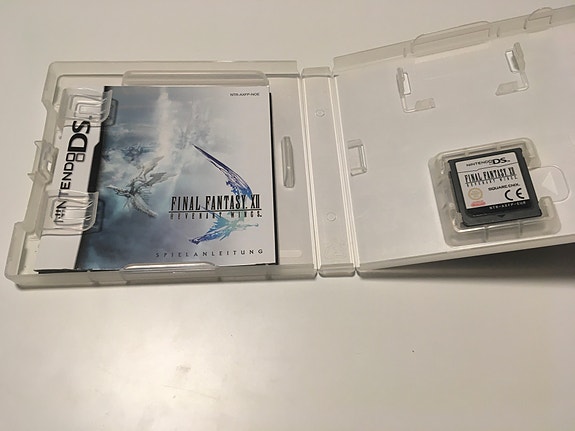 NTR-AXFP-NOE
NINTENDO DS
FINAL FANTASY XII
REVENANT WINGS
SPIELANLEITUNG
NINTENDO DS
FINAL FANTASY XII
REVENANT WINGS
SQUARE ENIX
CE